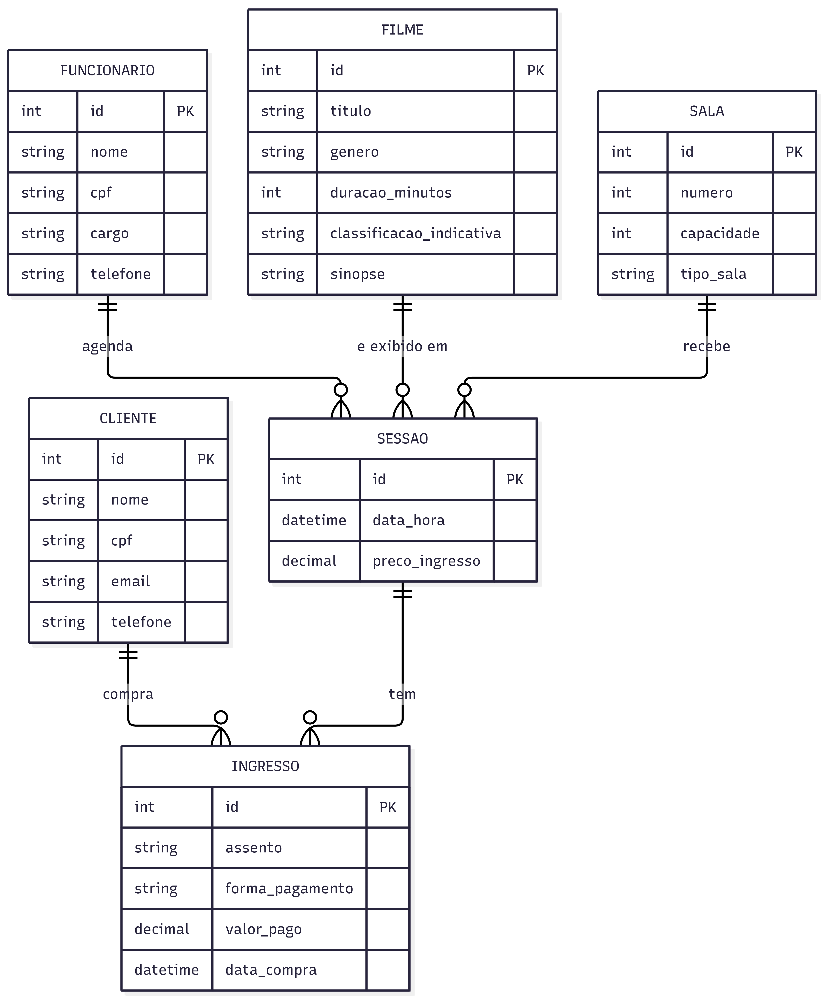 FUNCIONARIO
int id PK
string nome
string cpf
string cargo
string telefone
FILME
int id PK
string titulo
string genero
int duracao_minutos
string classificacao_indicativa
string sinopse
SALA
int id PK
int numero
int capacidade
string tipo_sala
agenda
e exibido em
recebe
CLIENTE
int id PK
string nome
string cpf
string email
string telefone
SESSAO
int id PK
datetime data_hora
decimal preco_ingresso
compra
tem
INGRESSO
int id PK
string assento
string forma_pagamento
decimal valor_pago
datetime data_compra